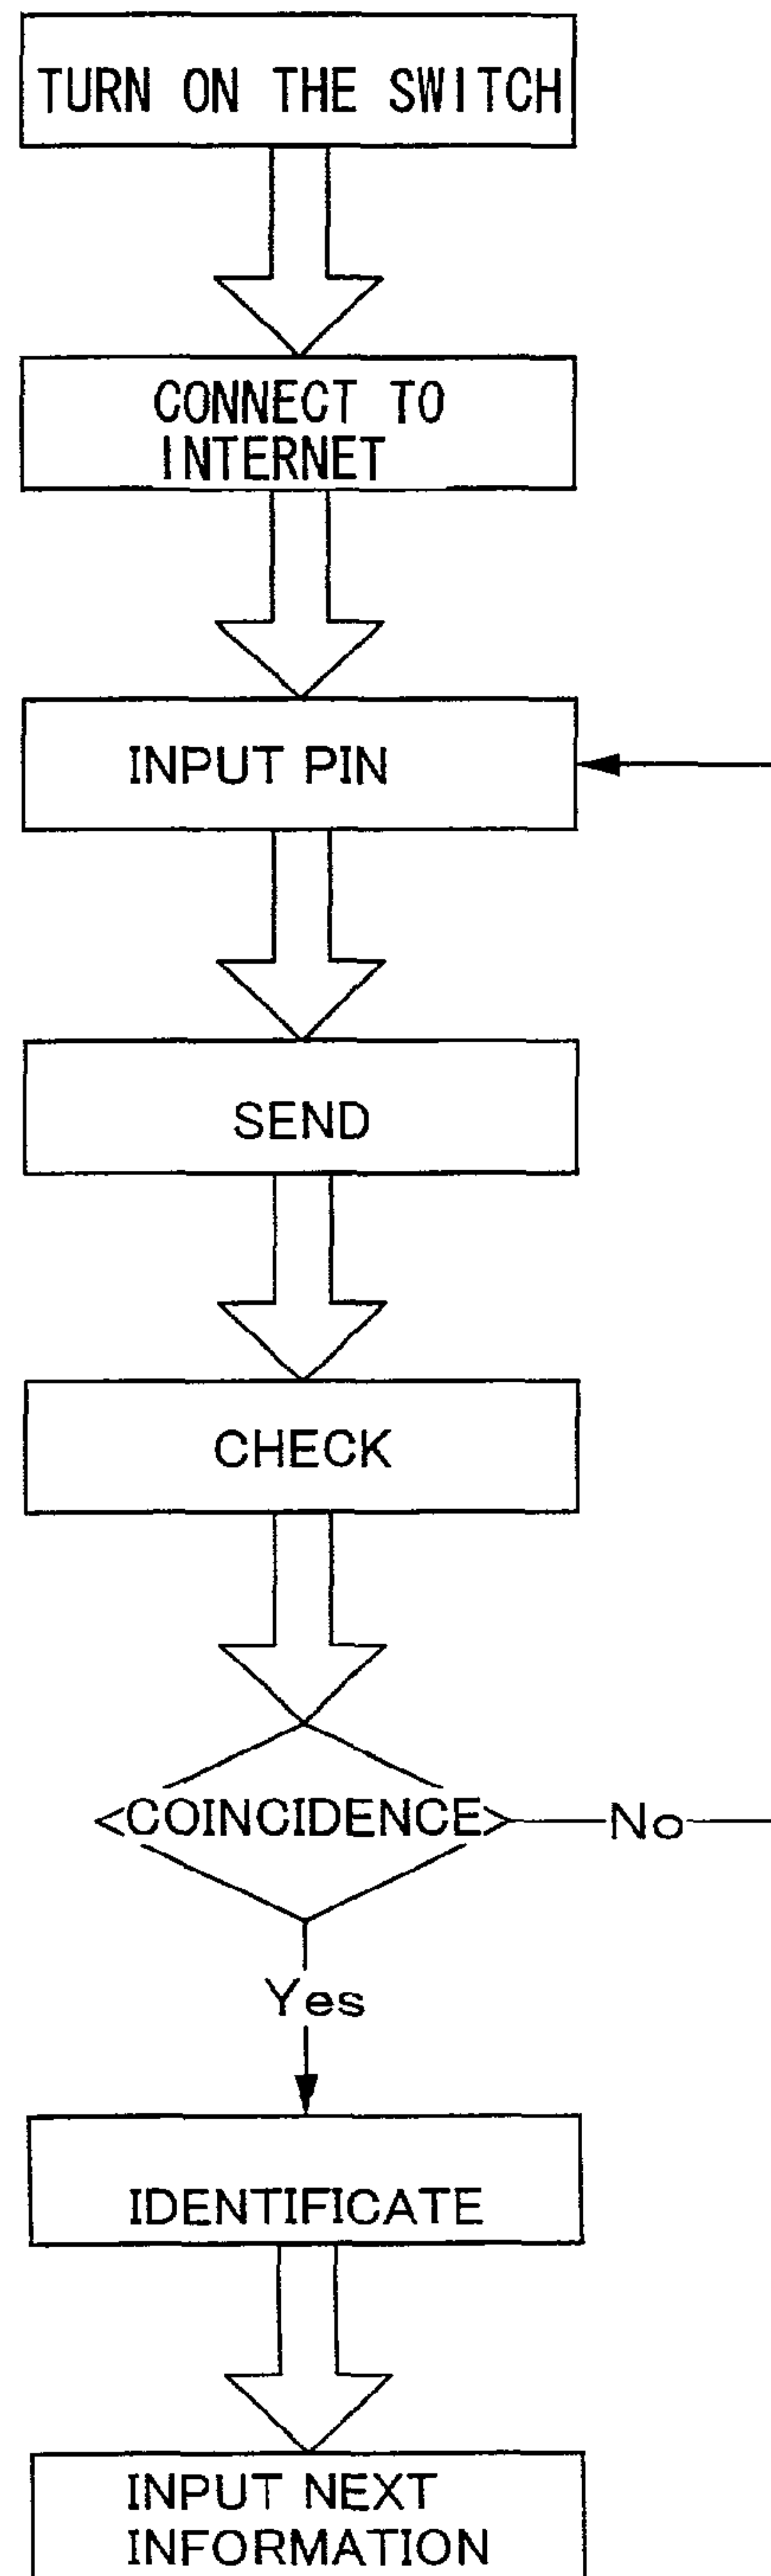 TURN ON THE SWITCH
CONNECT TO
INTERNET
INPUT PIN
SEND
CHECK
<COINCIDENCE>
No
Yes
IDENTIFICATE
INPUT NEXT
INFORMATION